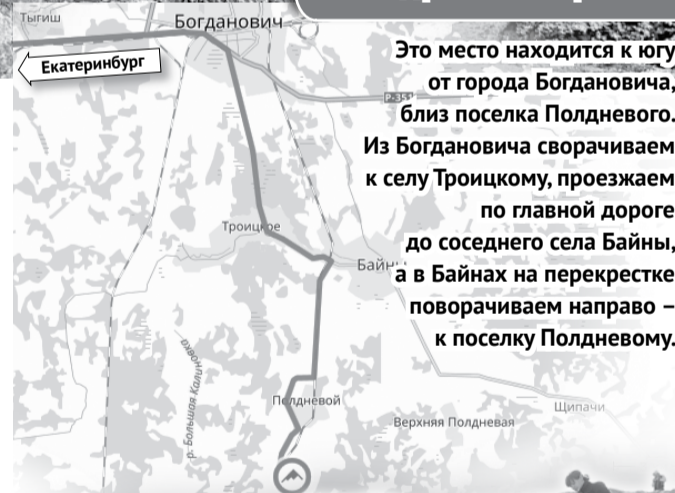 Тыгиш
Богданович
Екатеринбург
Это место находится к югу
от города Богдановича,
близ поселка Полдневого.
Из Богдановича сворачиваем
к селу Троицкому, проезжаем
по главной дороге
до соседнего села Байны,
а в Байнах на перекрестке
поворачиваем направо –
к поселку Полдневому.
Р-351
Троицкое
Байны
р. Большая Калиновка
Полдневой
Верхняя Полдневая
Щипачи